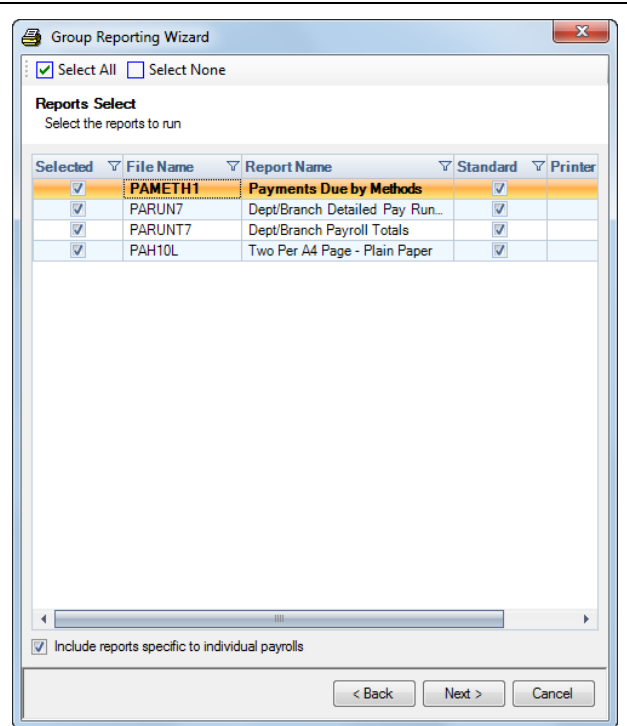 Group Reporting Wizard
Select All Select None
Reports Select
Select the reports to run
Selected File Name Report Name Standard Printer
PAMETH1 Payments Due by Methods
PARUN7 Dept/Branch Detailed Pay Run...
PARUNT7 Dept/Branch Payroll Totals
PAH10L Two Per A4 Page - Plain Paper
Include reports specific to individual payrolls
< Back Next > Cancel